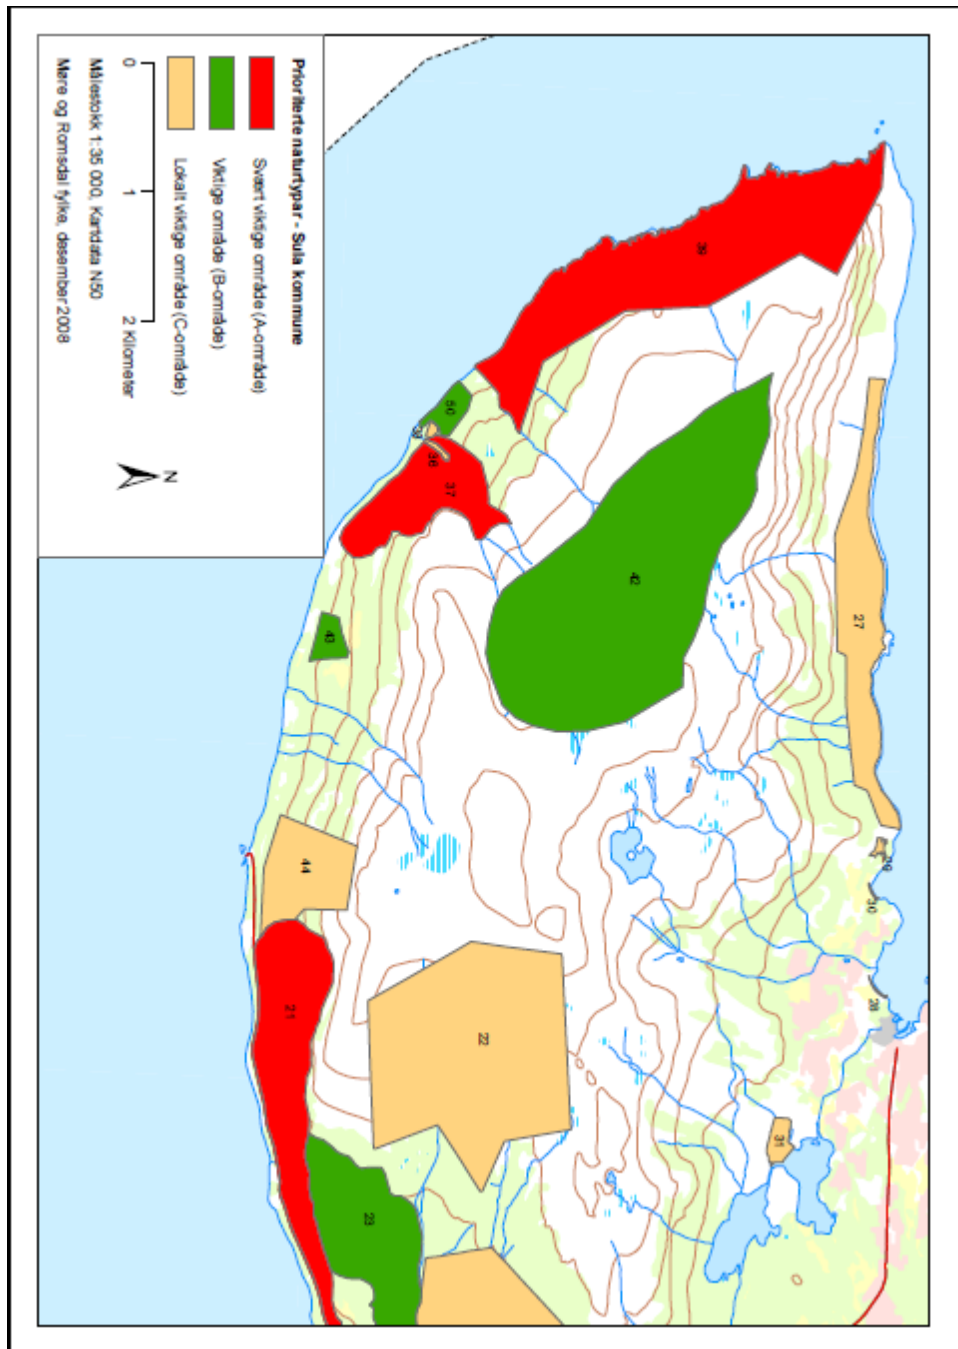 Prioriterte naturtypar - Sula kommune
Svært viktige område (A-område)
Viktige område (B-område)
Lokalt viktige område (C-område)
0 1 2 Kilometer
N
Målestokk 1:35 000, Kartdata N50
Møre og Romsdal fylke, desember 2008
39
50
38
37
42
43
27
29
30
28
44
21
22
31
23